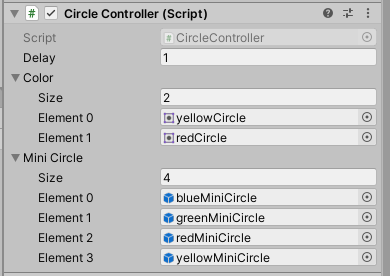 Circle Controller (Script)
Script CircleController
Delay 1
Color
Size 2
Element 0 yellowCircle
Element 1 redCircle
Mini Circle
Size 4
Element 0 blueMiniCircle
Element 1 greenMiniCircle
Element 2 redMiniCircle
Element 3 yellowMiniCircle